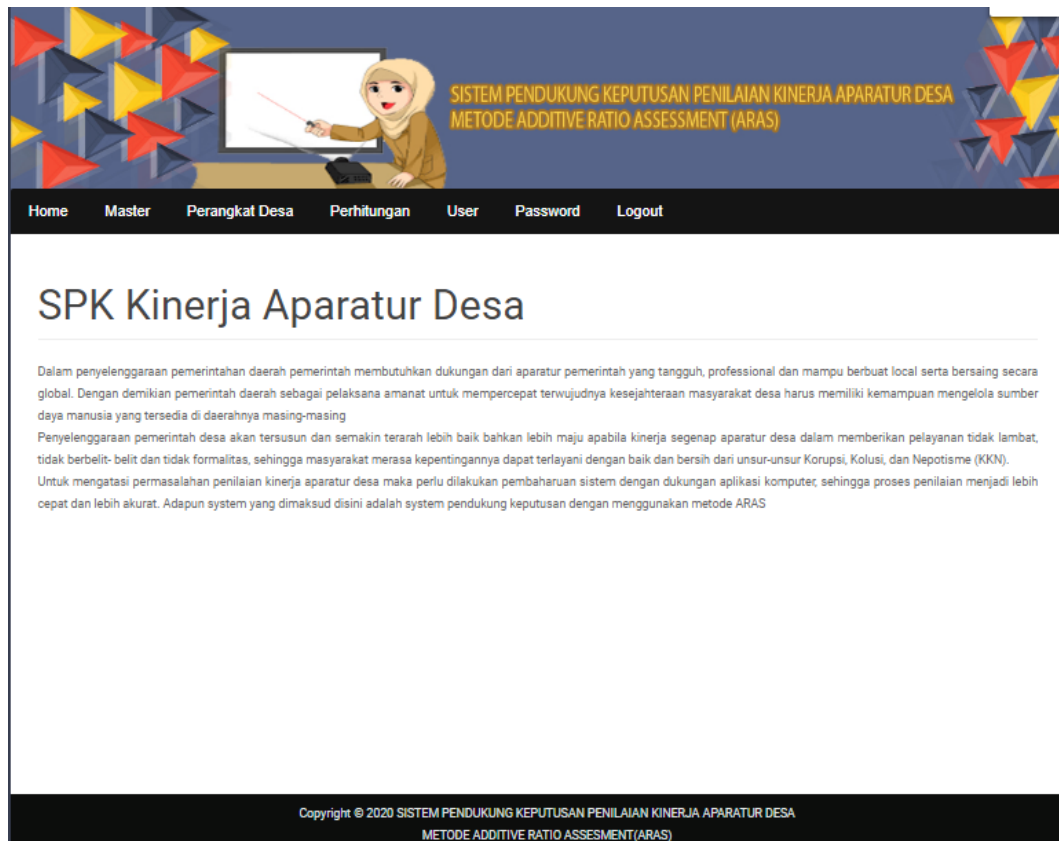 SISTEM PENDUKUNG KEPUTUSAN PENILAIAN KINERJA APARATUR DESA
METODE ADDITIVE RATIO ASSESSMENT (ARAS)
Home Master Perangkat Desa Perhitungan User Password Logout
SPK Kinerja Aparatur Desa
Dalam penyelenggaraan pemerintahan daerah pemerintah membutuhkan dukungan dari aparatur pemerintah yang tangguh, professional dan mampu berbuat local serta bersaing secara
global. Dengan demikian pemerintah daerah sebagai pelaksana amanat untuk mempercepat terwujudnya kesejahteraan masyarakat desa harus memiliki kemampuan mengelola sumber
daya manusia yang tersedia di daerahnya masing-masing
Penyelenggaraan pemerintah desa akan tersusun dan semakin terarah lebih baik bahkan lebih maju apabila kinerja segenap aparatur desa dalam memberikan pelayanan tidak lambat,
tidak berbelit- belit dan tidak formalitas, sehingga masyarakat merasa kepentingannya dapat terlayani dengan baik dan bersih dari unsur-unsur Korupsi, Kolusi, dan Nepotisme (KKN).
Untuk mengatasi permasalahan penilaian kinerja aparatur desa maka perlu dilakukan pembaharuan sistem dengan dukungan aplikasi komputer, sehingga proses penilaian menjadi lebih
cepat dan lebih akurat. Adapun system yang dimaksud disini adalah system pendukung keputusan dengan menggunakan metode ARAS
Copyright © 2020 SISTEM PENDUKUNG KEPUTUSAN PENILAIAN KINERJA APARATUR DESA
METODE ADDITIVE RATIO ASSESMENT(ARAS)